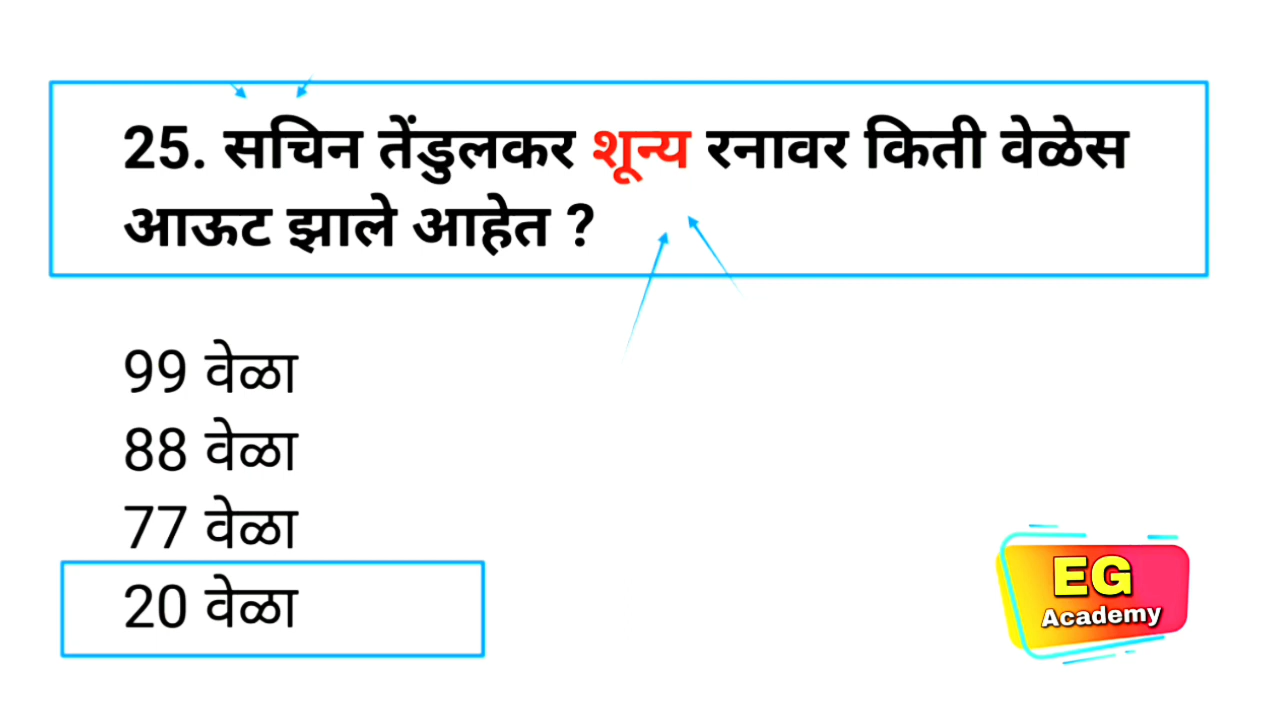 25. सचिन तेंडुलकर शून्य रनावर किती वेळेस
आऊट झाले आहेत ?
99 वेळा
88 वेळा
77 वेळा
20 वेळा
EG
Academy